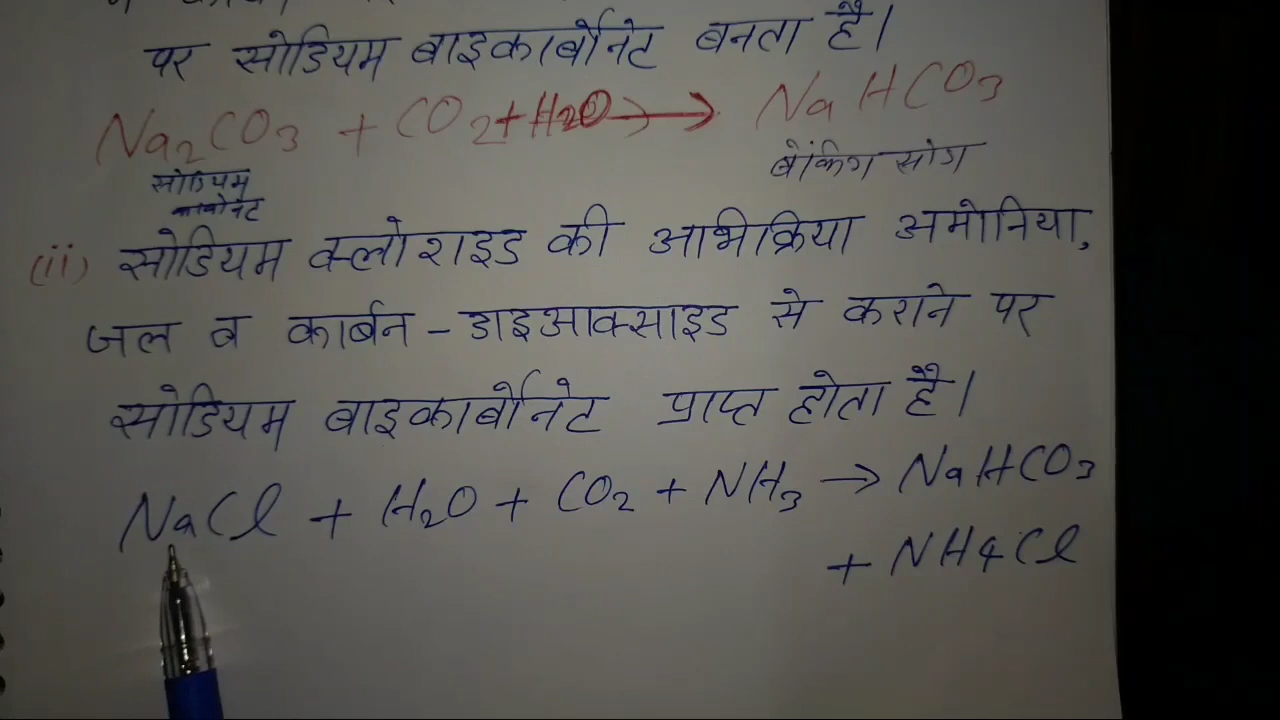 पर सोडियम बाइकार्बोनेट बनता है।
Na2CO3 + CO2 + H2O → NaHCO3
सोडियम
कार्बोनेट
बेकिंग सोडा
(ii) सोडियम क्लोराइड की अभिक्रिया अमोनिया,
जल व कार्बन - डाइआक्साइड से कराने पर
सोडियम बाइकार्बोनेट प्राप्त होता है।
NaCl + H2O + CO2 + NH3 → NaHCO3
+ NH4Cl